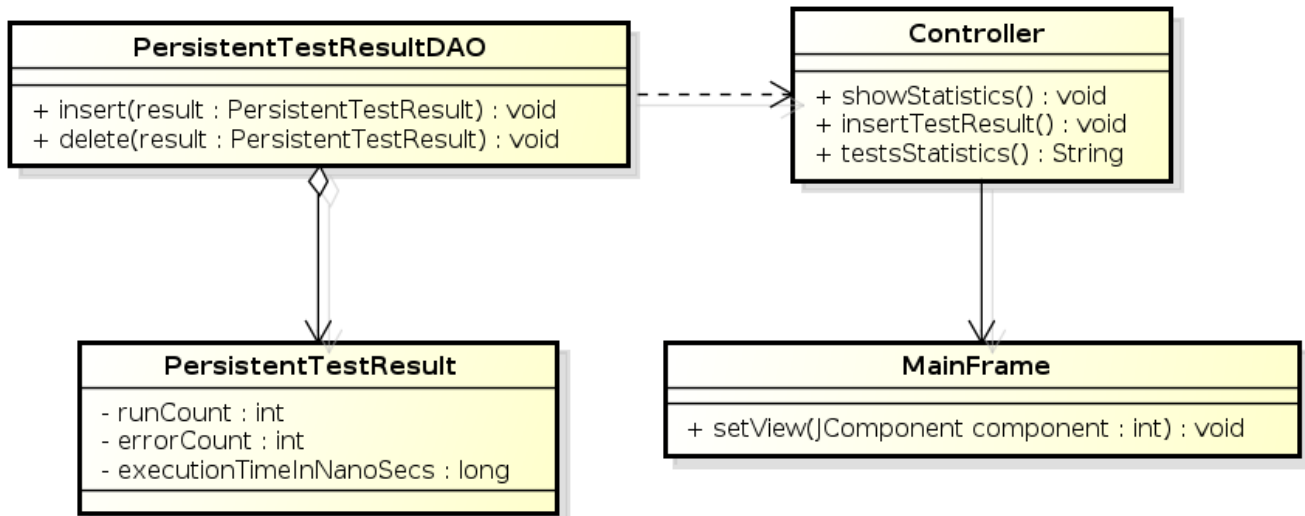 PersistentTestResultDAO
+ insert(result : PersistentTestResult) : void
+ delete(result : PersistentTestResult) : void
Controller
+ showStatistics() : void
+ insertTestResult() : void
+ testsStatistics() : String
PersistentTestResult
- runCount : int
- errorCount : int
- executionTimeInNanoSecs : long
MainFrame
+ setView(JComponent component : int) : void